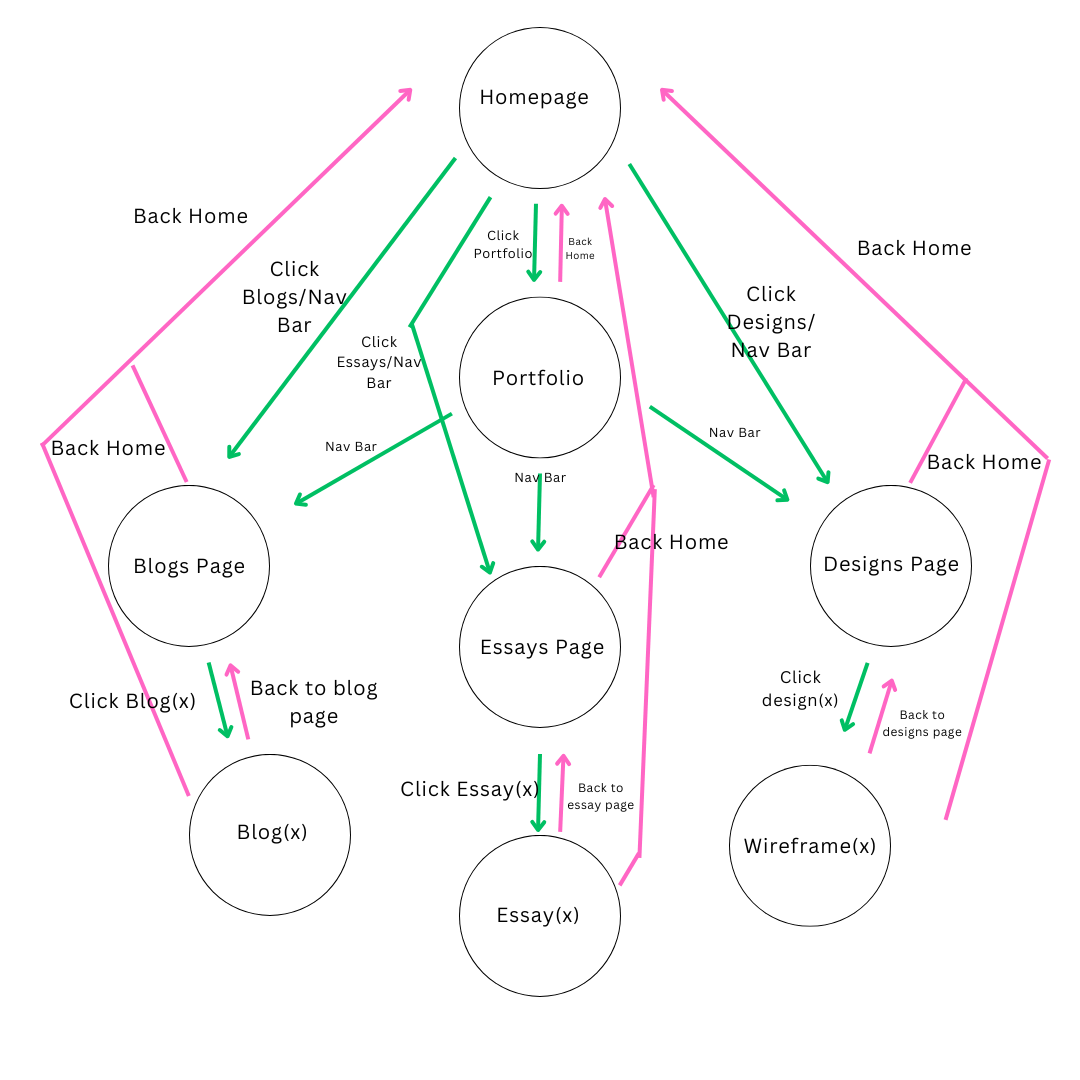 Homepage
Back Home
Click
Portfolio
Back
Home
Back Home
Click
Blogs/Nav
Bar
Click
Designs/
Nav Bar
Click
Essays/Nav
Bar
Portfolio
Nav Bar
Nav Bar
Back Home
Back Home
Nav Bar
Back Home
Blogs Page
Designs Page
Essays Page
Click Blog(x)
Back to blog
page
Click
design(x)
Back to
designs page
Click Essay(x)
Back to
essay page
Blog(x)
Wireframe(x)
Essay(x)